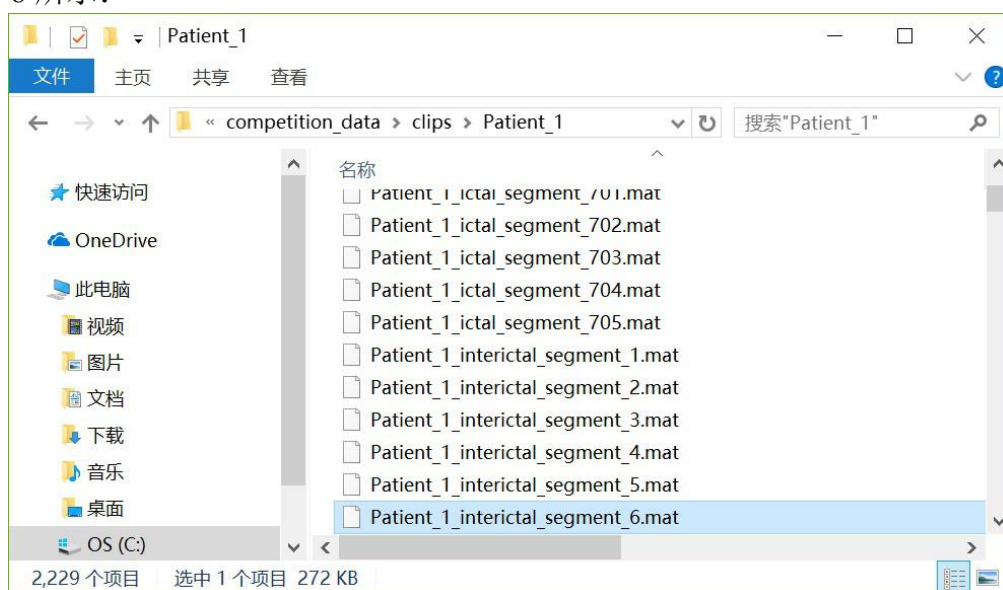 Patient_1
文件 主页 共享 查看
« competition_data › clips › Patient_1 搜索"Patient_1"
名称
Patient_1_ictal_segment_701.mat
快速访问
Patient_1_ictal_segment_702.mat
OneDrive
Patient_1_ictal_segment_703.mat
此电脑
Patient_1_ictal_segment_704.mat
视频
Patient_1_ictal_segment_705.mat
图片
Patient_1_interictal_segment_1.mat
文档
Patient_1_interictal_segment_2.mat
下载
Patient_1_interictal_segment_3.mat
音乐
Patient_1_interictal_segment_4.mat
桌面
Patient_1_interictal_segment_5.mat
OS (C:)
Patient_1_interictal_segment_6.mat
2,229 个项目 选中 1 个项目 272 KB